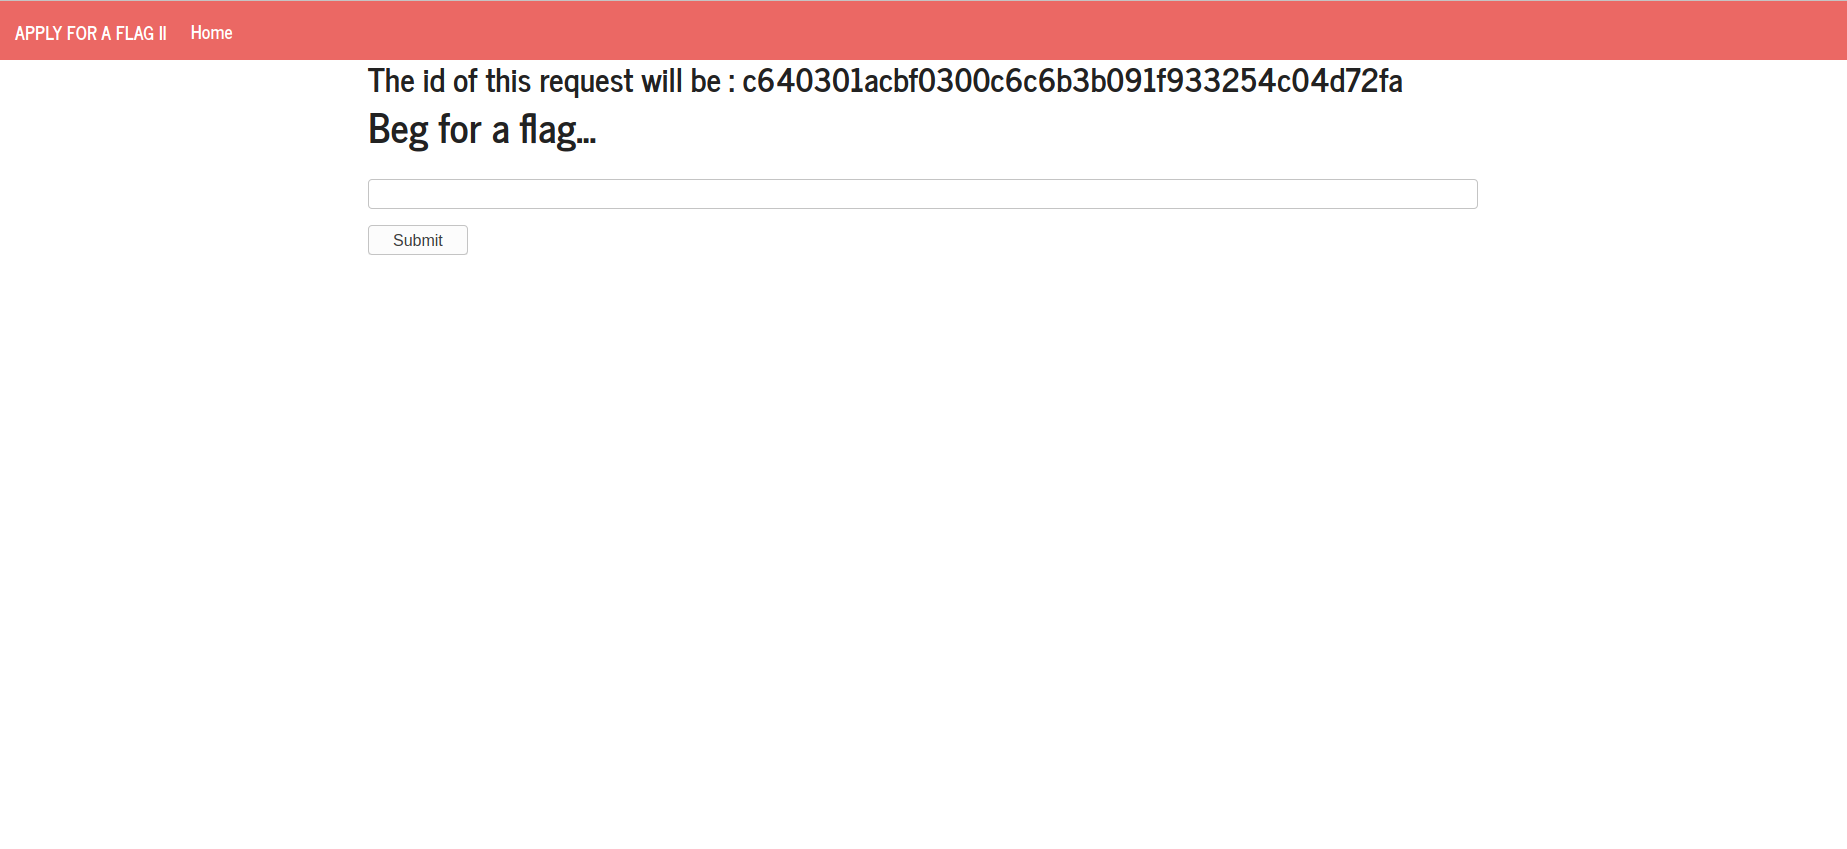 APPLY FOR A FLAG II Home
The id of this request will be : c640301acbf0300c6c6b3b091f933254c04d72fa
Beg for a flag...
Submit